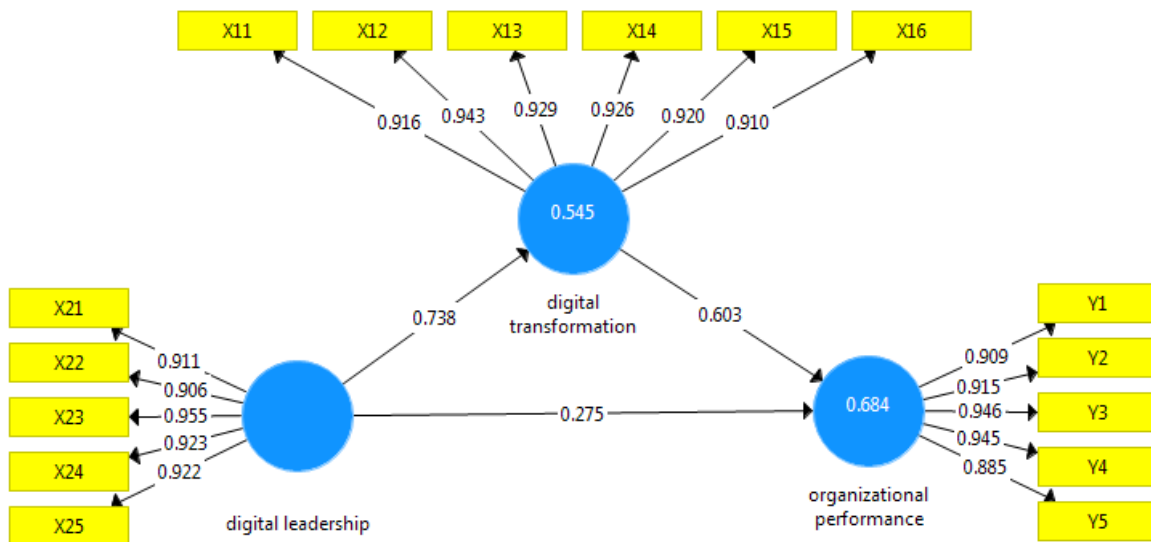 X11
X12
X13
X14
X15
X16
0.916
0.943
0.929
0.926
0.920
0.910
0.545
digital
transformation
0.738
0.603
X21
X22
X23
X24
X25
0.911
0.906
0.955
0.923
0.922
digital leadership
0.275
0.684
organizational
performance
0.909
0.915
0.946
0.945
0.885
Y1
Y2
Y3
Y4
Y5